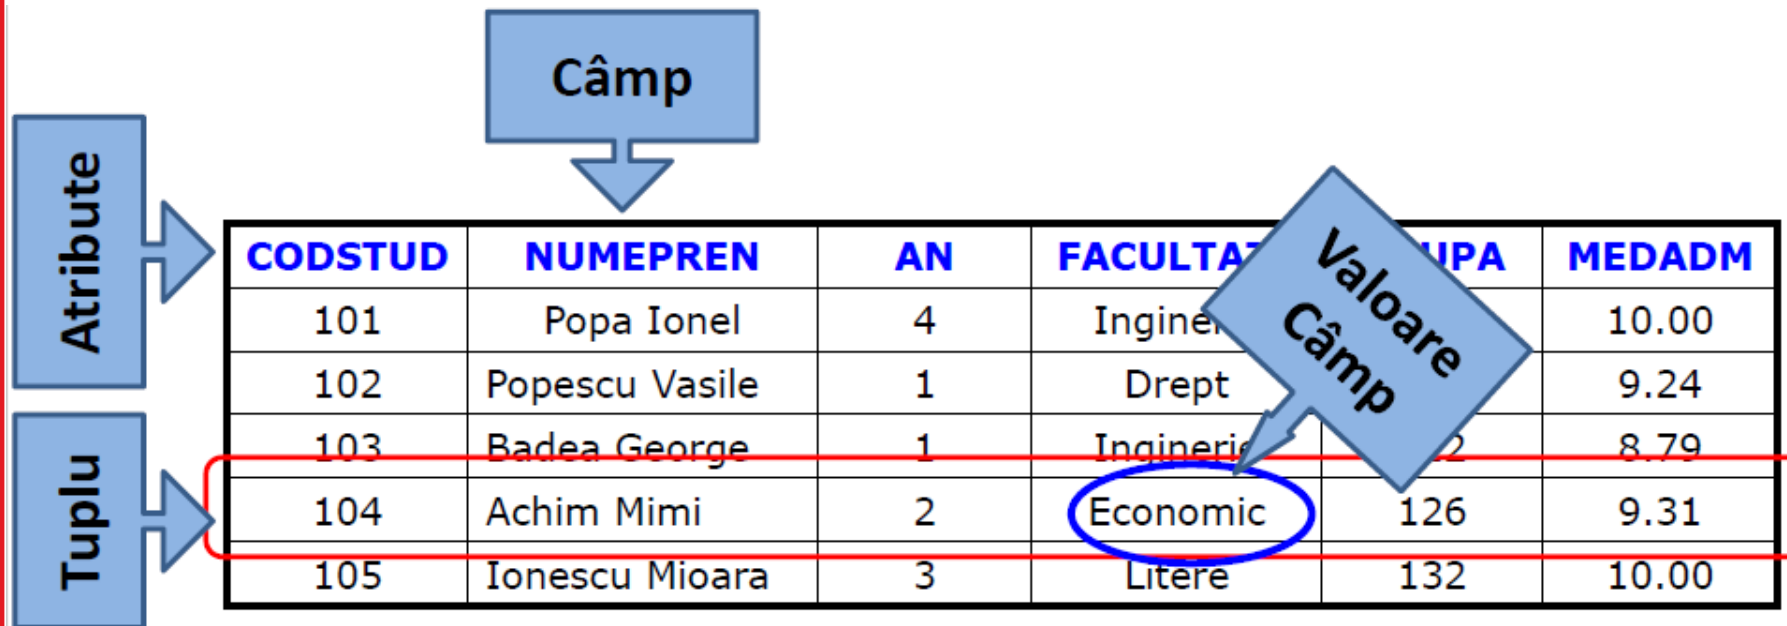 Câmp
Atribute
Valoare
Câmp
Tuplu
CODSTUD NUMEPREN AN MEDADM
101 Popa Ionel 4 10.00
102 Popescu Vasile 1 Drept 9.24
103 Badea George 1 Inginerie 8.79
104 Achim Mimi 2 Economic 126 9.31
105 Ionescu Mioara 3 Litere 132 10.00